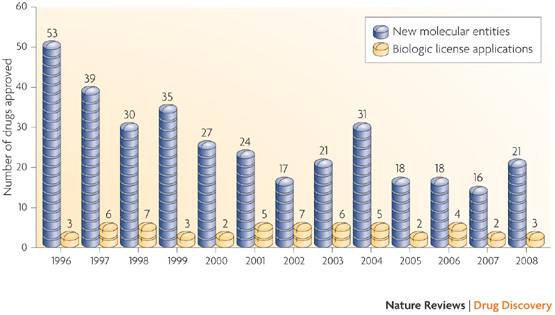 60
50
40
30
20
10
0
Number of drugs approved
New molecular entities
Biologic license applications
53 3 39 6 30 7 35 3 27 2 24 5 17 7 21 6 31 5 18 2 18 4 16 2 21 3
1996 1997 1998 1999 2000 2001 2002 2003 2004 2005 2006 2007 2008
Nature Reviews | Drug Discovery